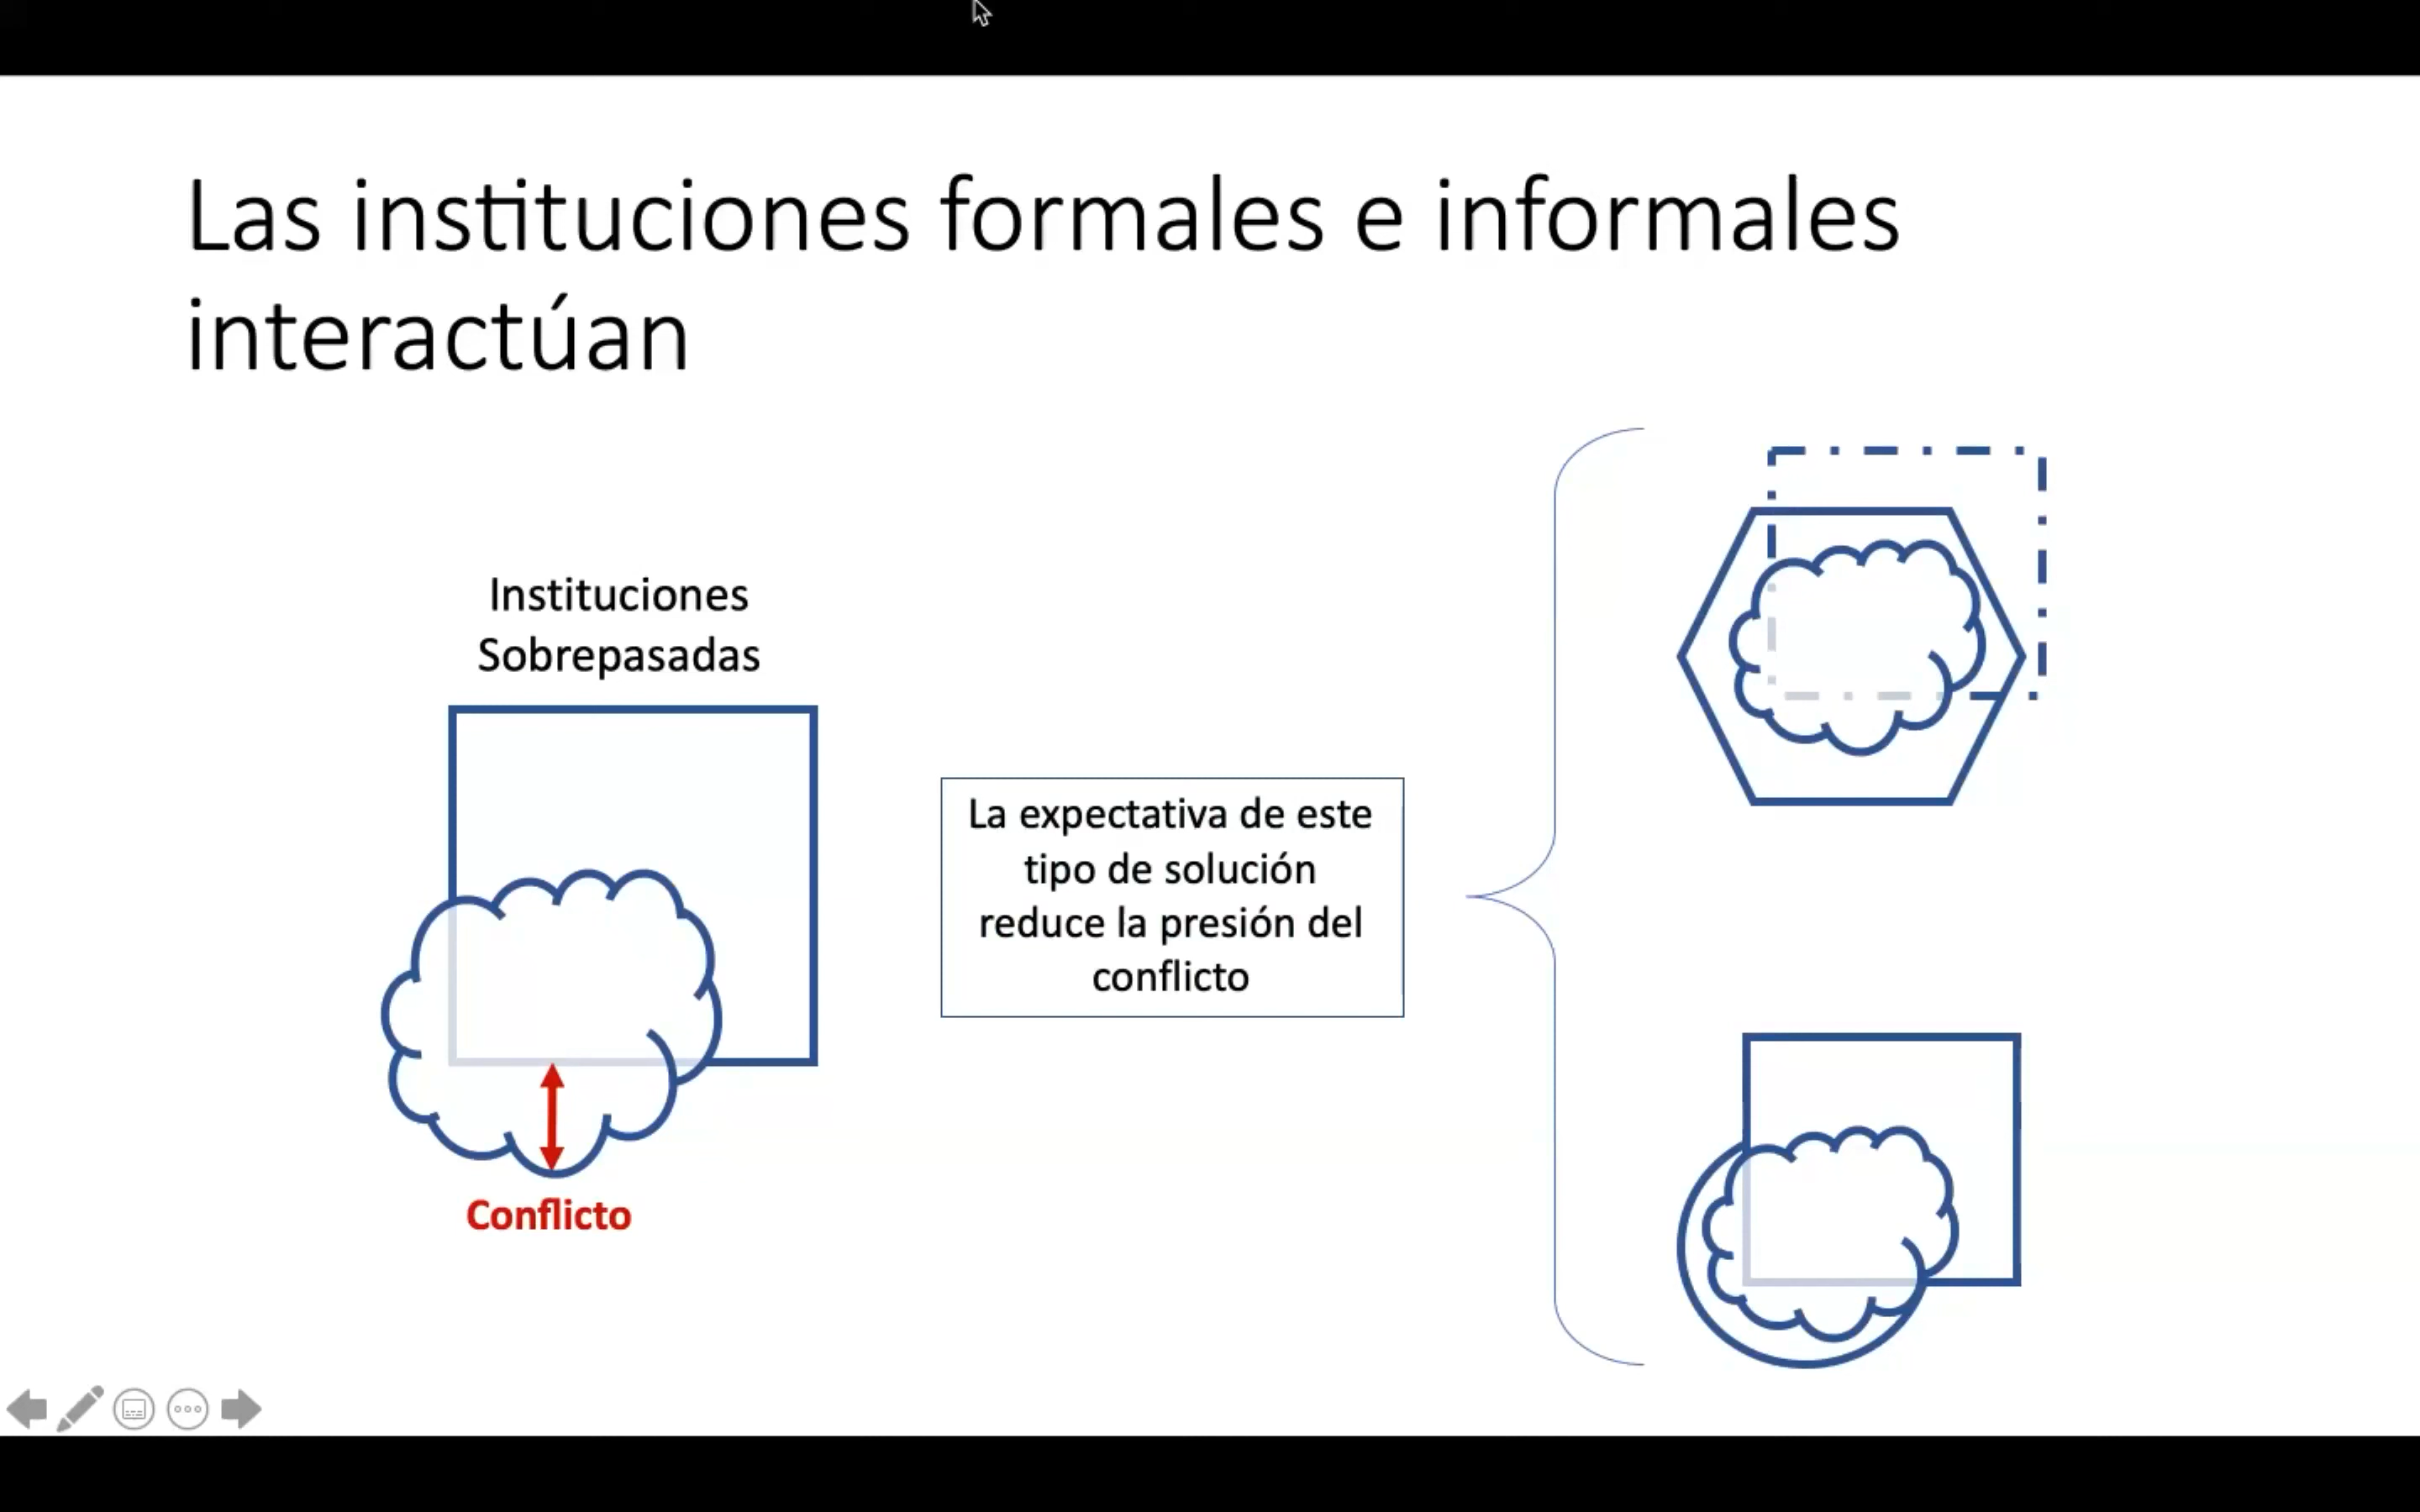 Las instituciones formales e informales
interactúan
Instituciones
Sobrepasadas
Conflicto
La expectativa de este
tipo de solución
reduce la presión del
conflicto